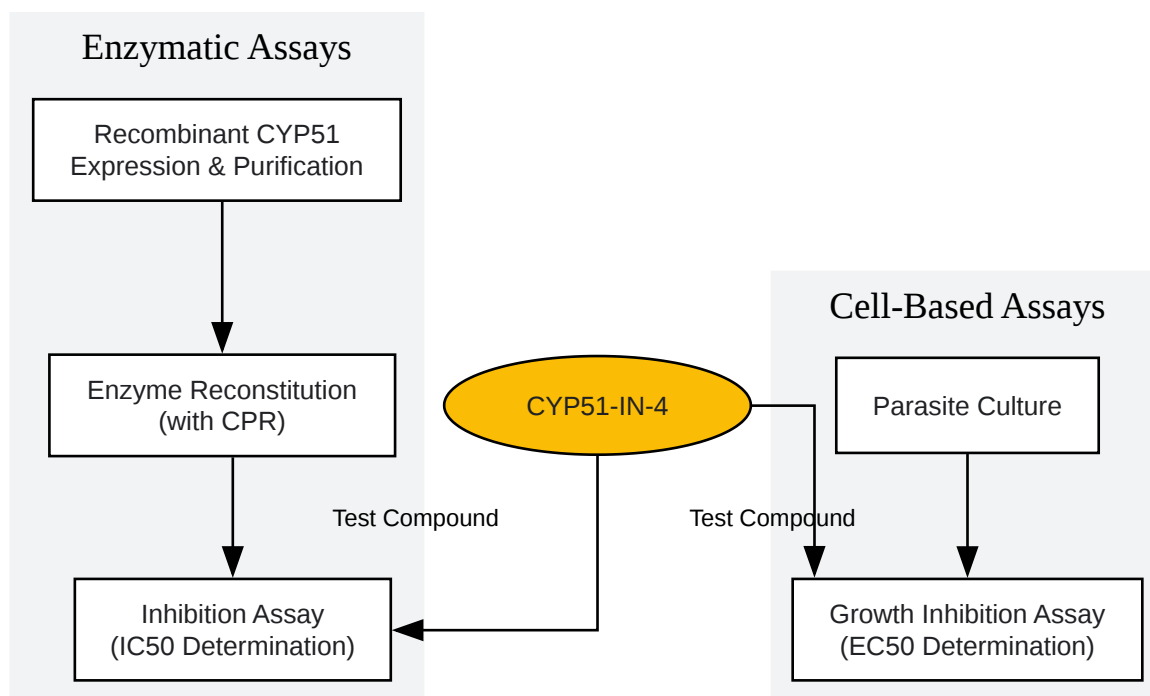 Enzymatic Assays
Recombinant CYP51
Expression & Purification
Enzyme Reconstitution
(with CPR)
Test Compound
Inhibition Assay
(IC50 Determination)
CYP51-IN-4
Cell-Based Assays
Parasite Culture
Test Compound
Growth Inhibition Assay
(EC50 Determination)